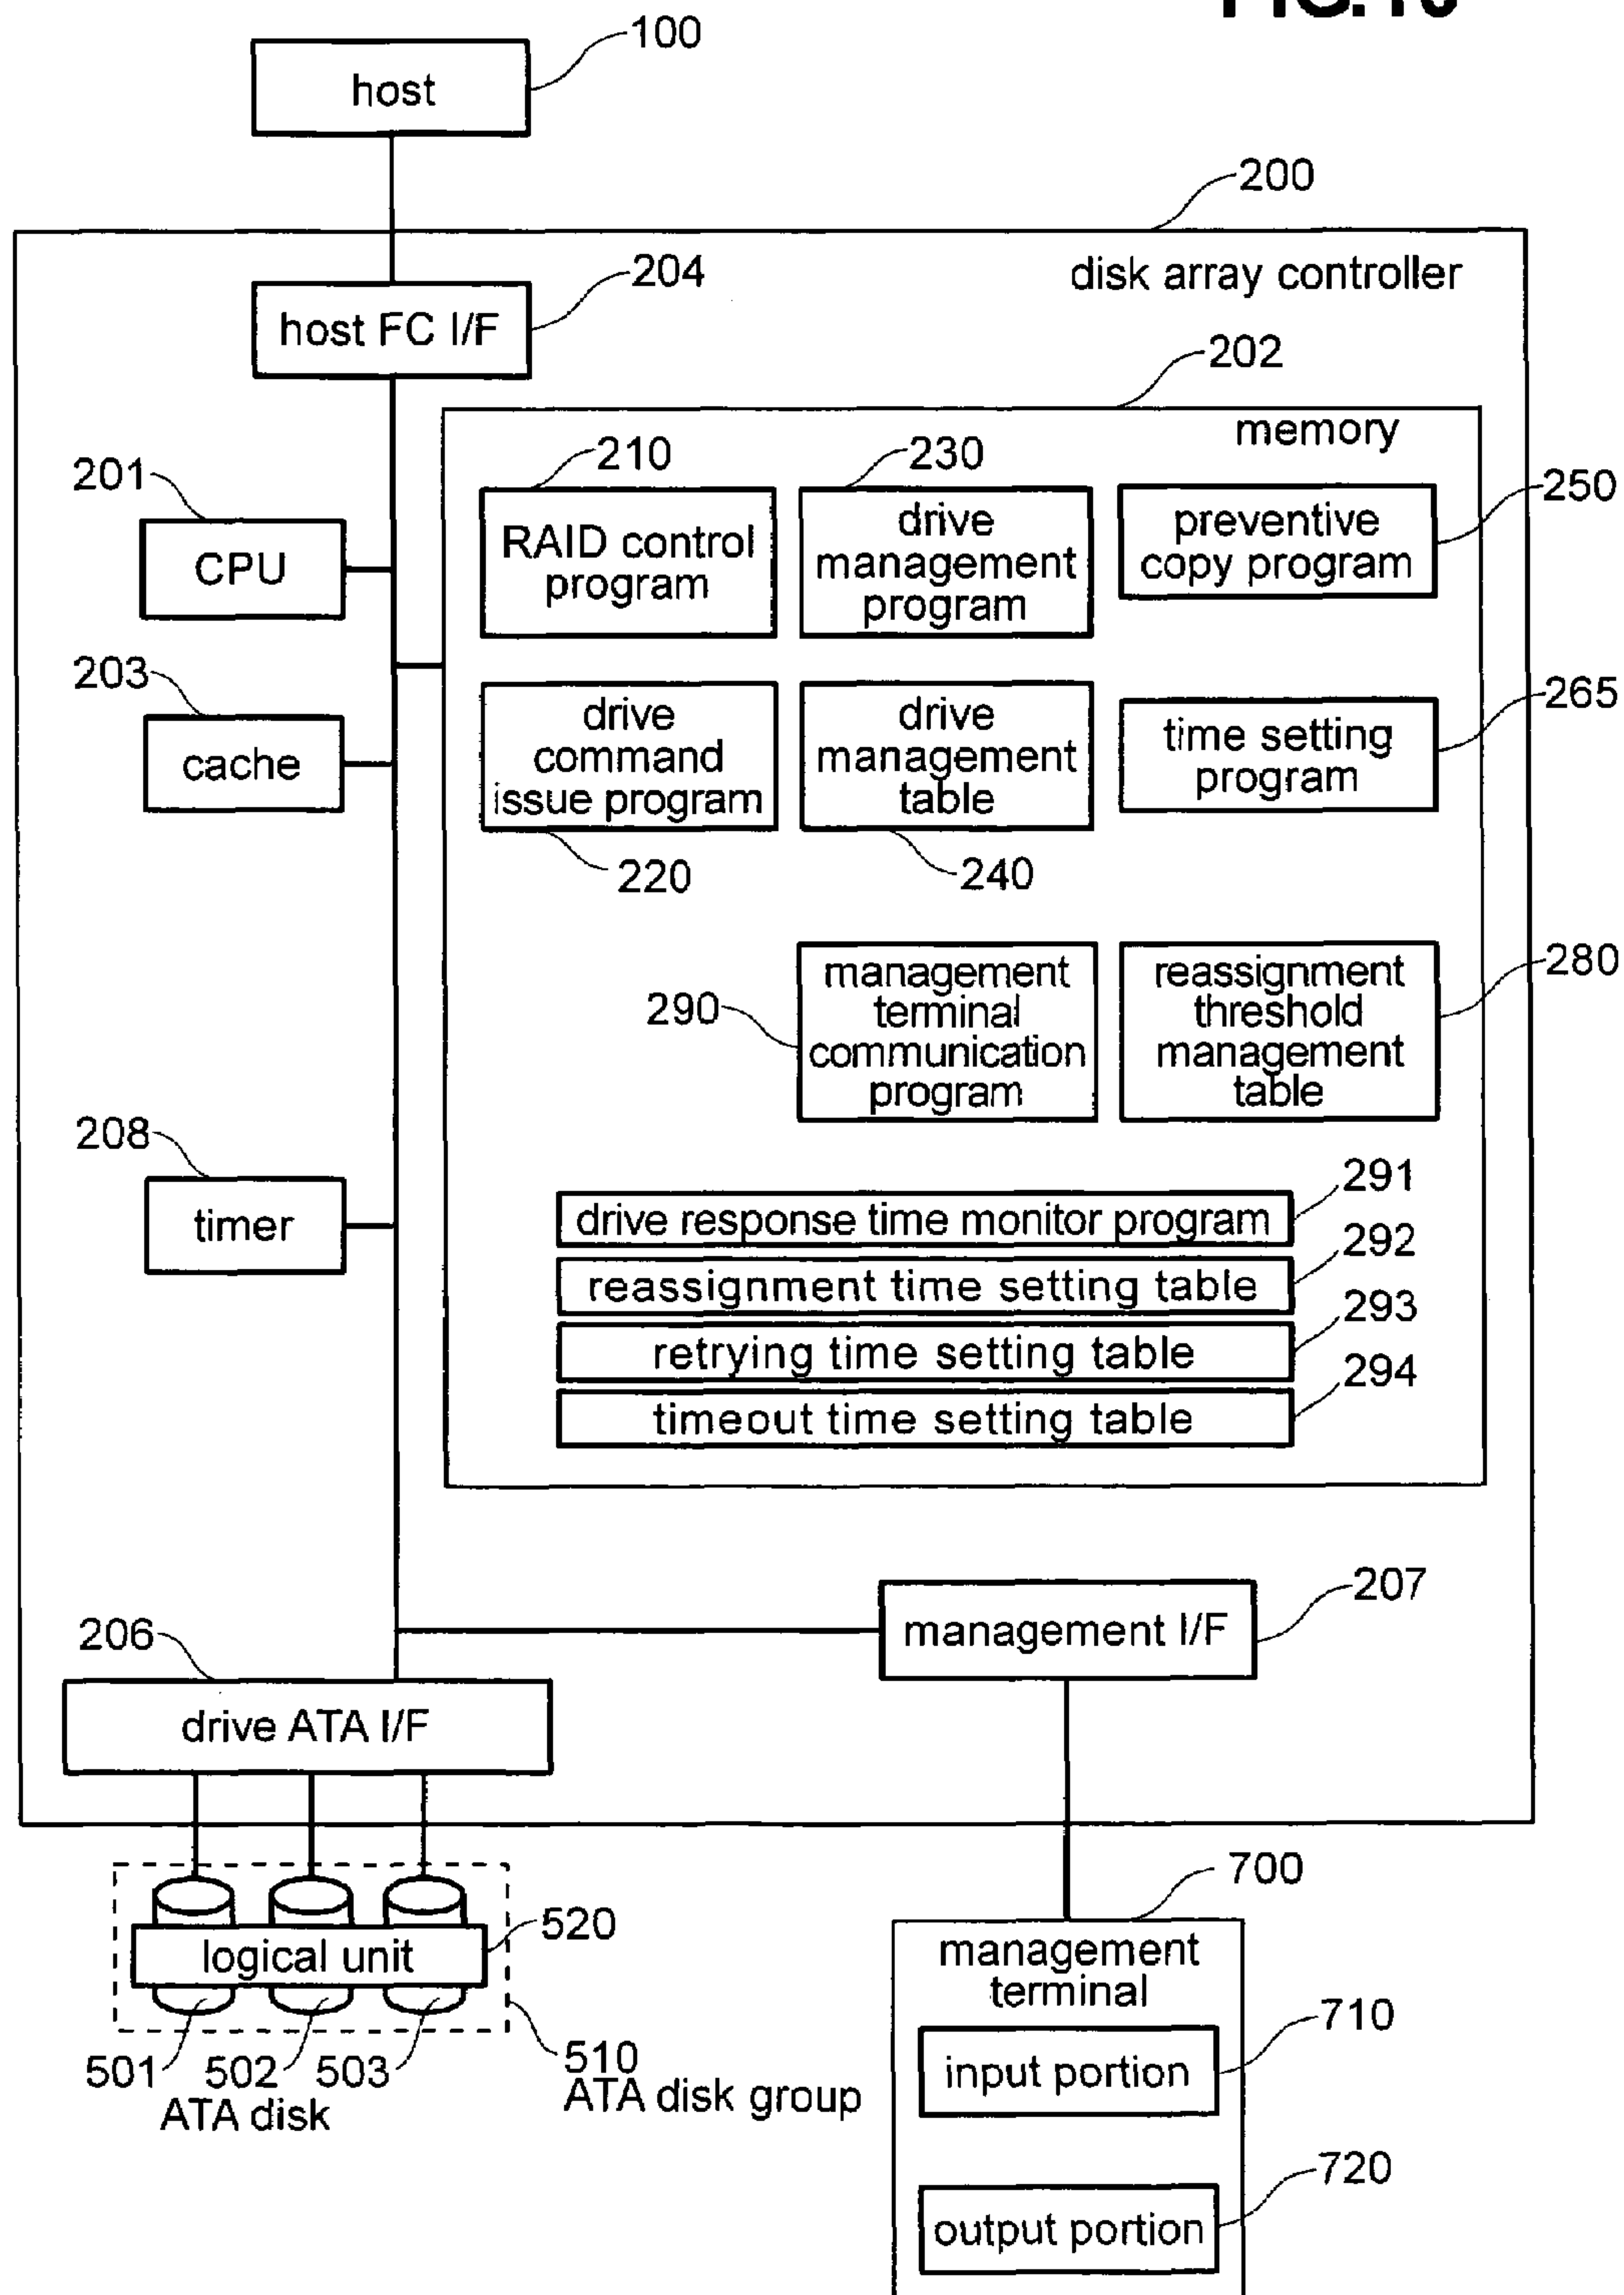 100
host
200
204
disk array controller
host FC I/F
202
memory
201
210
230
250
CPU
RAID control
program
drive
management
program
preventive
copy program
203
265
cache
drive
command
issue program
drive
management
table
time setting
program
220
240
290
management
terminal
communication
program
reassignment
threshold
management
table
280
208
timer
291
drive response time monitor program
292
reassignment time setting table
293
retrying time setting table
294
timeout time setting table
207
206
management I/F
drive ATA I/F
700
520
logical unit
management
terminal
710
501 502 503
ATA disk
510
ATA disk group
input portion
720
output portion